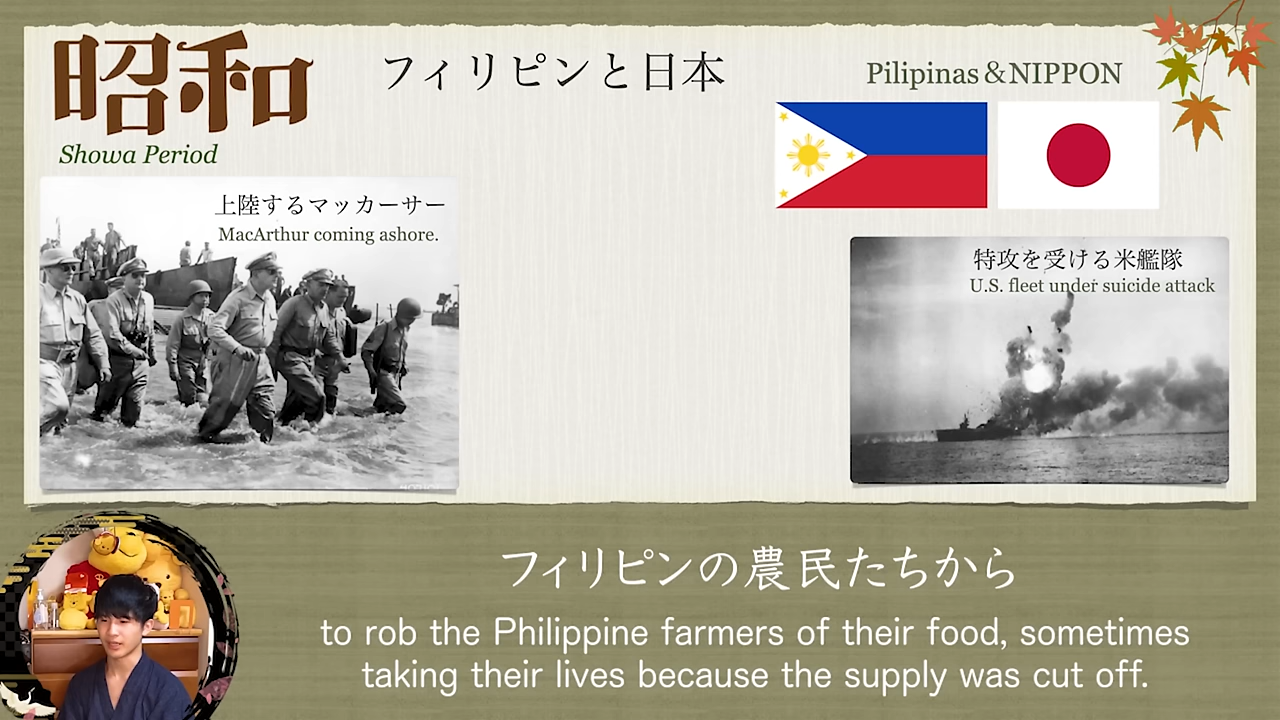 昭和
Showa Period
フィリピンと日本
Pilipinas&NIPPON
上陸するマッカーサー
MacArthur coming ashore.
特攻を受ける米艦隊
U.S. fleet under suicide attack
フィリピンの農民たちから
to rob the Philippine farmers of their food, sometimes
taking their lives because the supply was cut off.